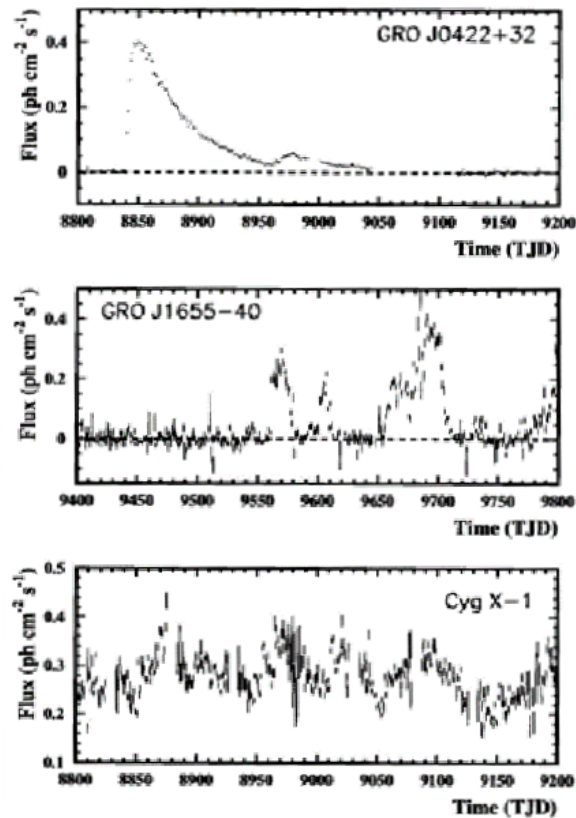 GRO J0422+32
Flux (ph cm⁻² s⁻¹)
0.4
0.2
0
8800 8850 8900 8950 9000 9050 9100 9150 9200
Time (TJD)
GRO J1655−40
Flux (ph cm⁻² s⁻¹)
0.4
0.2
0
9400 9450 9500 9550 9600 9650 9700 9750 9800
Time (TJD)
Cyg X−1
Flux (ph cm⁻² s⁻¹)
0.5
0.4
0.3
0.2
0.1
8800 8850 8900 8950 9000 9050 9100 9150 9200
Time (TJD)